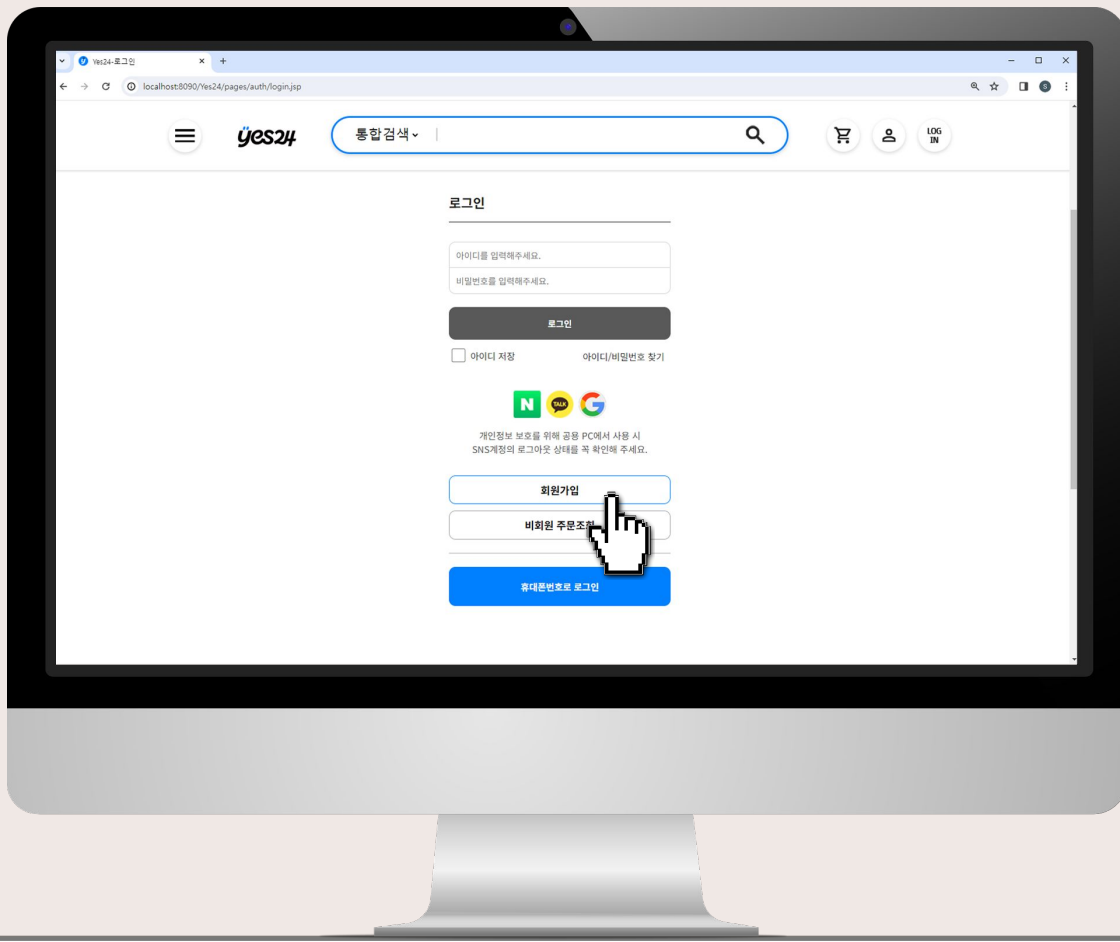 Yes24-로그인
localhost:8090/Yes24/pages/auth/login.jsp
S
yes24
통합검색
LOG
IN
로그인
아이디를 입력해주세요.
비밀번호를 입력해주세요.
로그인
아이디 저장
아이디/비밀번호 찾기
N
TALK
G
개인정보 보호를 위해 공용 PC에서 사용 시
SNS계정의 로그아웃 상태를 꼭 확인해 주세요.
회원가입
비회원 주문조회
휴대폰번호로 로그인